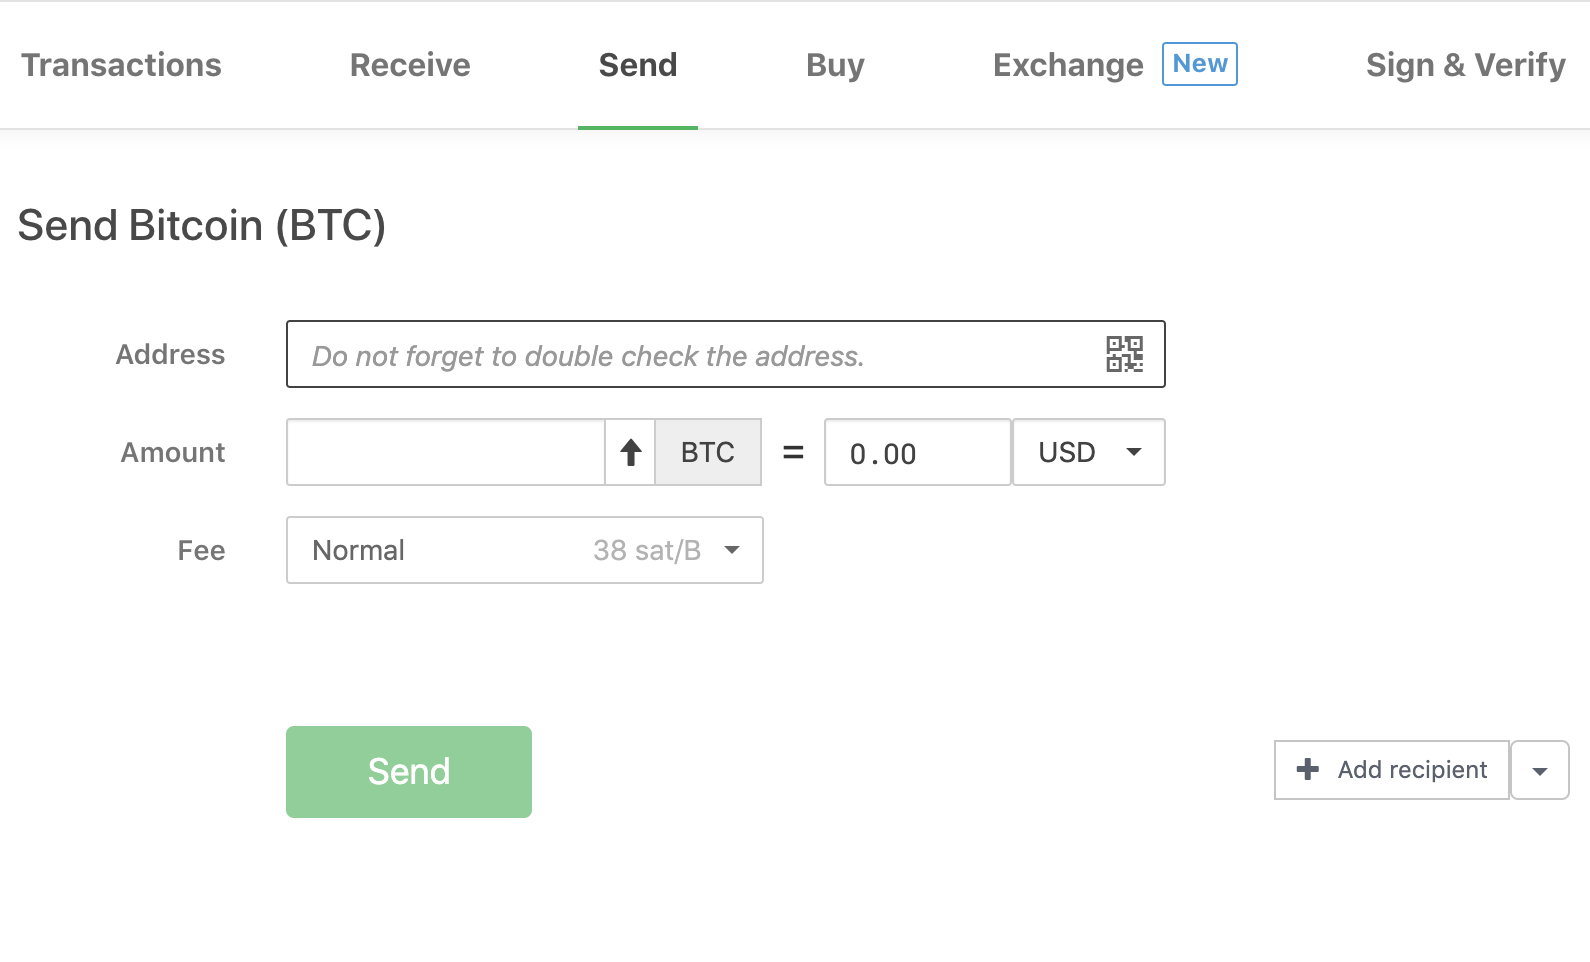 Transactions Receive Send Buy Exchange New Sign & Verify
Send Bitcoin (BTC)
Address Do not forget to double check the address.
Amount BTC = 0.00 USD
Fee Normal 38 sat/B
Send + Add recipient